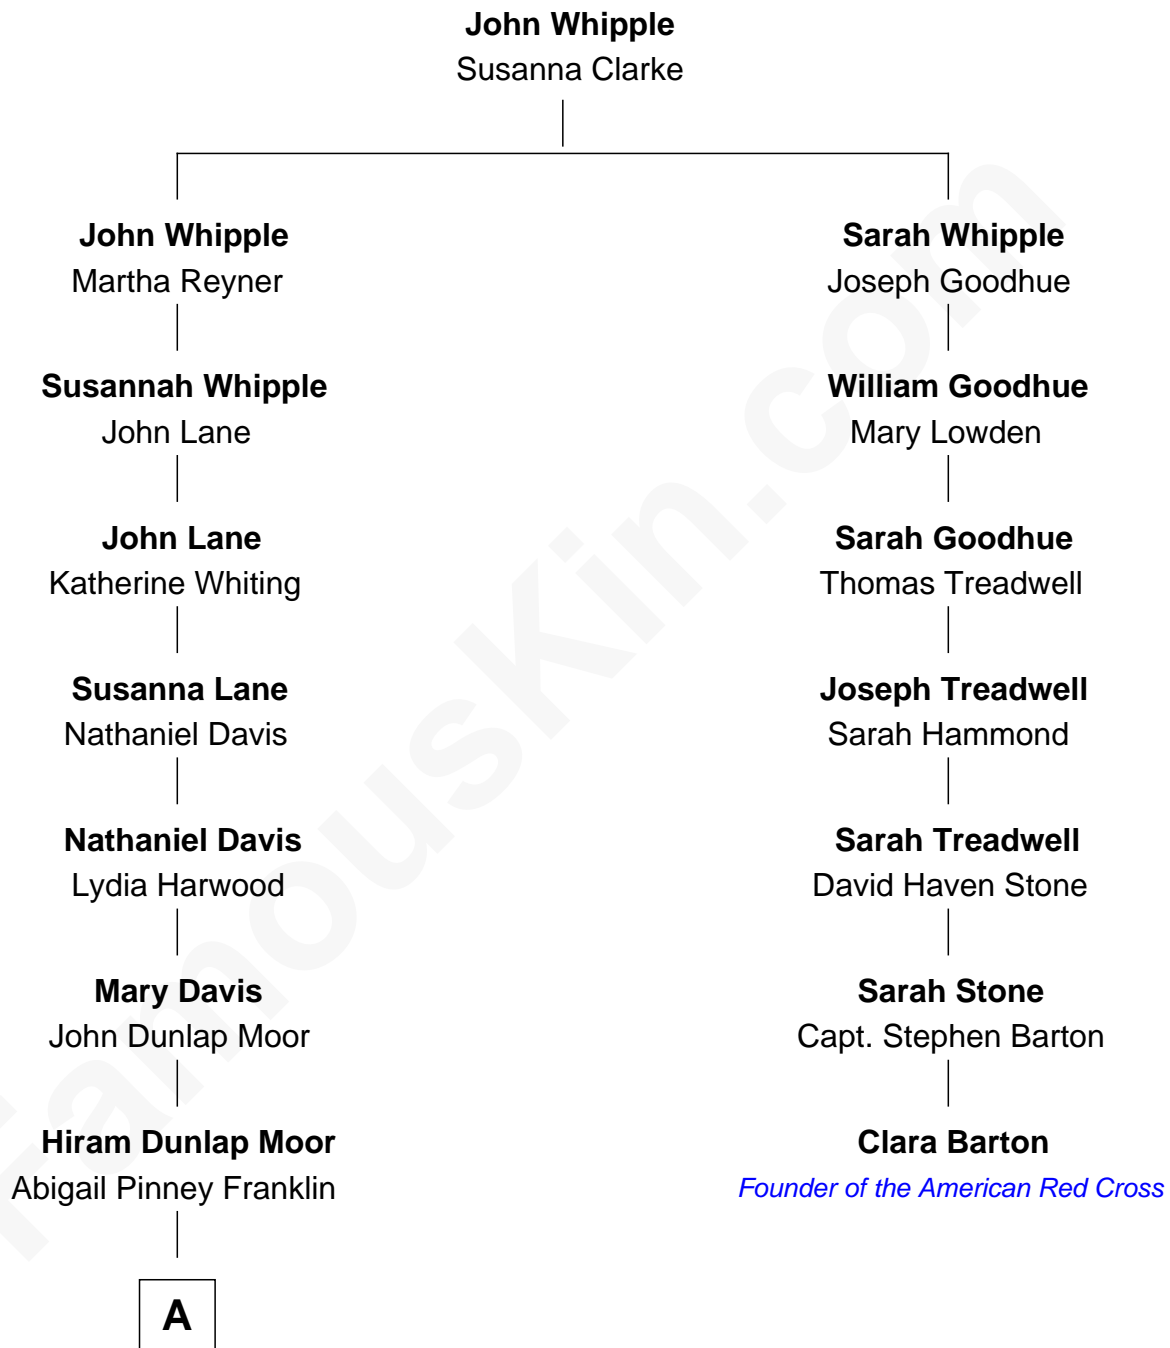 John Whipple
Susanna Clarke
John Whipple
Martha Reyner
Sarah Whipple
Joseph Goodhue
Susannah Whipple
John Lane
William Goodhue
Mary Lowden
John Lane
Katherine Whiting
Sarah Goodhue
Thomas Treadwell
Susanna Lane
Nathaniel Davis
Joseph Treadwell
Sarah Hammond
Nathaniel Davis
Lydia Harwood
Sarah Treadwell
David Haven Stone
Mary Davis
John Dunlap Moor
Sarah Stone
Capt. Stephen Barton
Hiram Dunlap Moor
Abigail Pinney Franklin
Clara Barton
Founder of the American Red Cross
A
FamousKin.com